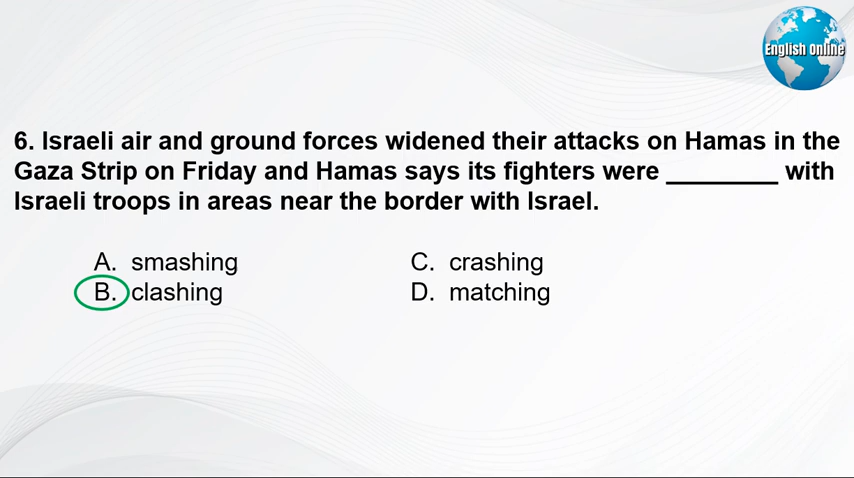 English Online
6. Israeli air and ground forces widened their attacks on Hamas in the
Gaza Strip on Friday and Hamas says its fighters were ________ with
Israeli troops in areas near the border with Israel.
A. smashing C. crashing
B. clashing D. matching